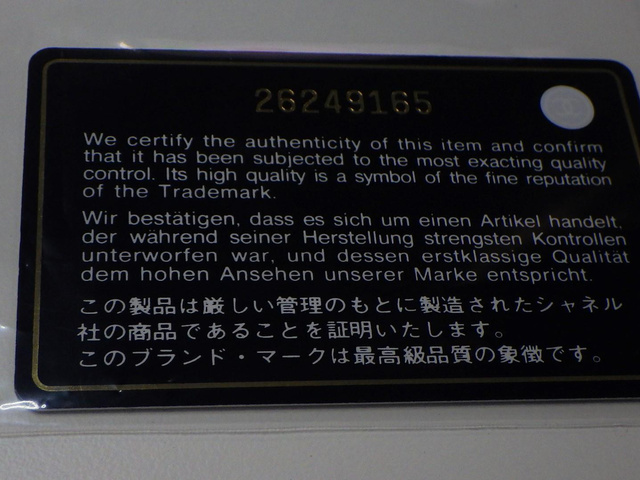 26249165
We certify the authenticity of this item and confirm
that it has been subjected to the most exacting quality
control. Its high quality is a symbol of the fine reputation
of the Trademark.
Wir bestätigen, dass es sich um einen Artikel handelt,
der während seiner Herstellung strengsten Kontrollen
unterworfen war, und dessen erstklassige Qualität
dem hohen Ansehen unserer Marke entspricht.
この製品は厳しい管理のもとに製造されたシャネル
社の商品であることを証明いたします。
このブランド・マークは最高級品質の象徴です。